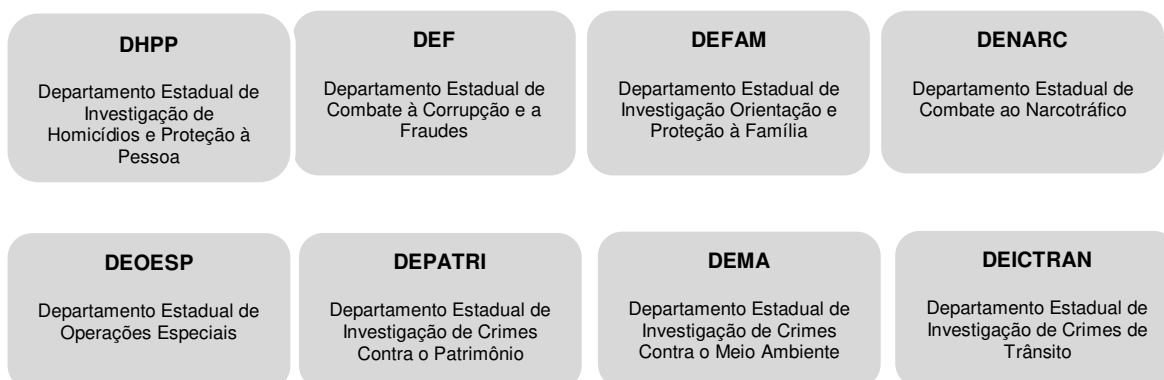 DHPP
Departamento Estadual de
Investigação de
Homicídios e Proteção à
Pessoa
DEF
Departamento Estadual de
Combate à Corrupção e a
Fraudes
DEFAM
Departamento Estadual de
Investigação Orientação e
Proteção à Família
DENARC
Departamento Estadual de
Combate ao Narcotráfico
DEOESP
Departamento Estadual de
Operações Especiais
DEPATRI
Departamento Estadual de
Investigação de Crimes
Contra o Patrimônio
DEMA
Departamento Estadual de
Investigação de Crimes
Contra o Meio Ambiente
DEICTRAN
Departamento Estadual de
Investigação de Crimes de
Trânsito